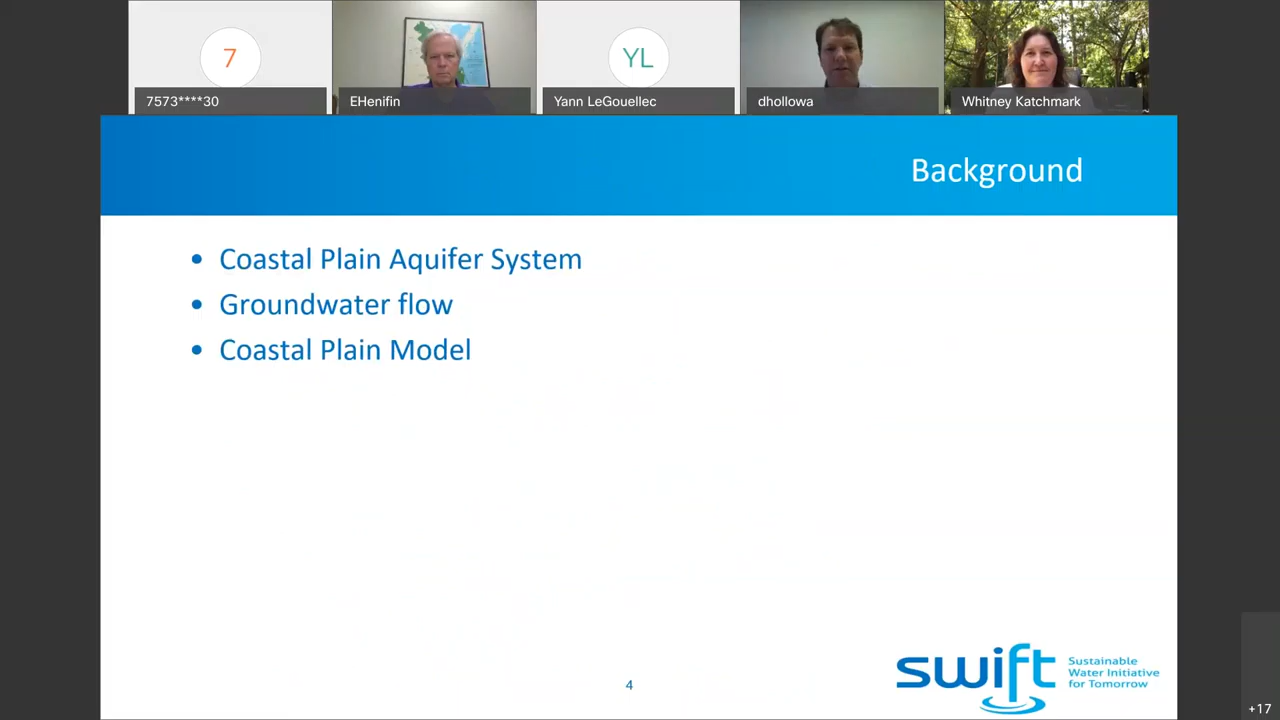 7
YL
7573****30
EHenifin
Yann LeGouellec
dhollowa
Whitney Katchmark
Background
• Coastal Plain Aquifer System
• Groundwater flow
• Coastal Plain Model
swift
Sustainable
Water Initiative
for Tomorrow
4
+17